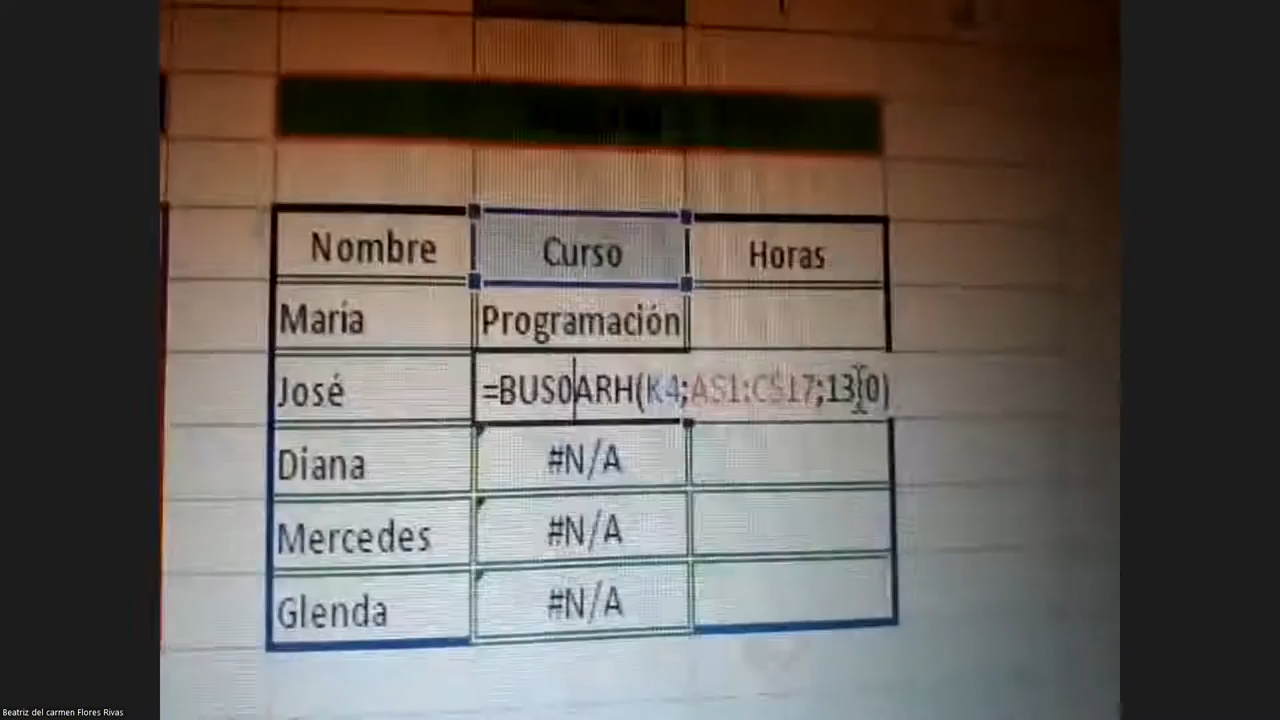 Nombre Curso Horas
María Programación
José =BUSCARH(K4;A$1:C$17;13;0)
Diana #N/A
Mercedes #N/A
Glenda #N/A
Beatriz del carmen Flores Rivas